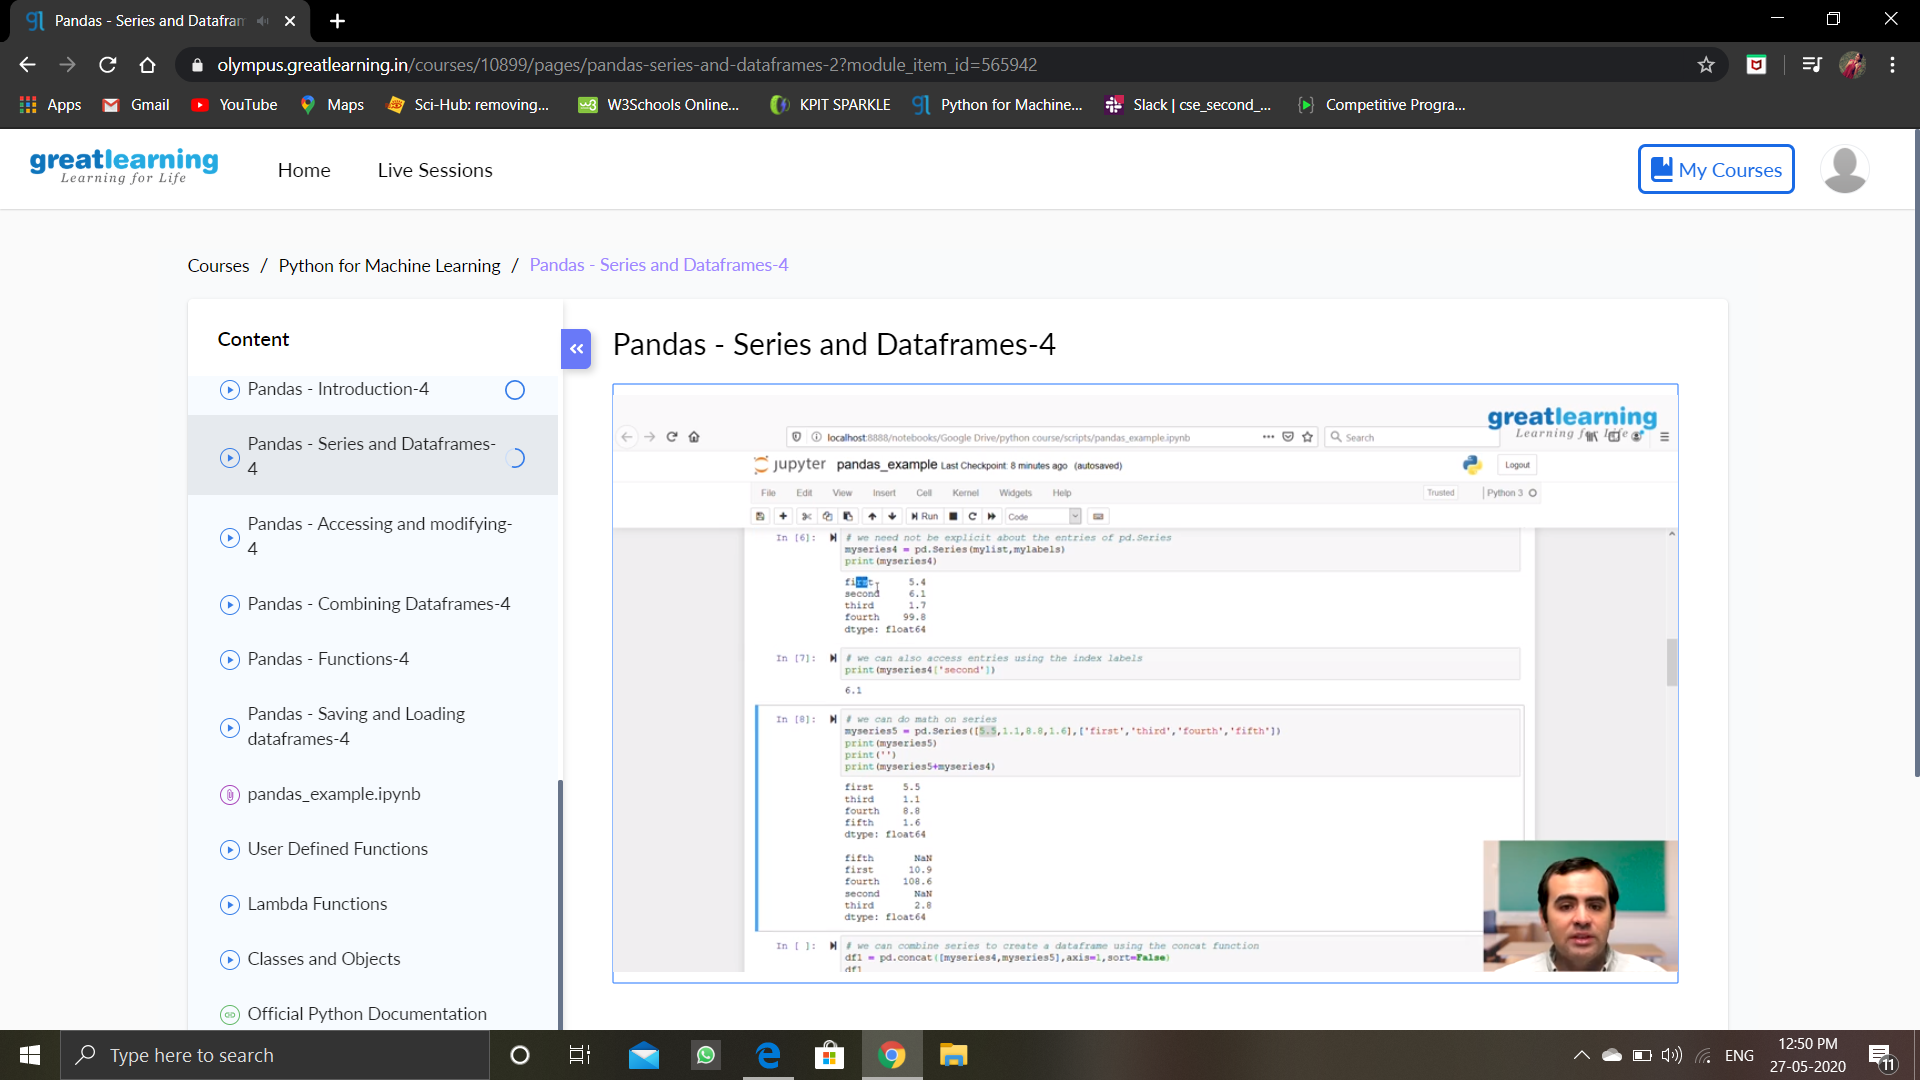 Pandas - Series and Datafram
olympus.greatlearning.in/courses/10899/pages/pandas-series-and-dataframes-2?module_item_id=565942
Apps Gmail YouTube Maps Sci-Hub: removing... W3Schools Online... KPIT SPARKLE Python for Machine... Slack | cse_second_... Competitive Progra...
greatlearning
Learning for Life
Home Live Sessions My Courses
Courses / Python for Machine Learning / Pandas - Series and Dataframes-4
Content
Pandas - Introduction-4
Pandas - Series and Dataframes-
4
Pandas - Accessing and modifying-
4
Pandas - Combining Dataframes-4
Pandas - Functions-4
Pandas - Saving and Loading
dataframes-4
pandas_example.ipynb
User Defined Functions
Lambda Functions
Classes and Objects
Official Python Documentation
Pandas - Series and Dataframes-4
greatlearning
Learning for Life
localhost:8888/notebooks/Google Drive/python course/scripts/pandas_example.ipynb Search
jupyter pandas_example Last Checkpoint: 8 minutes ago (autosaved) Logout
File Edit View Insert Cell Kernel Widgets Help Trusted Python 3
Run Code
In [6]: # we need not be explicit about the entries of pd.Series
myseries4 = pd.Series(mylist,mylabels)
print(myseries4)
first 5.4
second 6.1
third 1.7
fourth 99.8
dtype: float64
In [7]: # we can also access entries using the index labels
print(myseries4['second'])
6.1
In [8]: # we can do math on series
myseries5 = pd.Series([5.5,1.1,8.8,1.6],['first','third','fourth','fifth'])
print(myseries5)
print('')
print(myseries5+myseries4)
first 5.5
third 1.1
fourth 8.8
fifth 1.6
dtype: float64
fifth NaN
first 10.9
fourth 108.6
second NaN
third 2.8
dtype: float64
In [ ]: # we can combine series to create a dataframe using the concat function
df1 = pd.concat([myseries4,myseries5],axis=1,sort=False)
df1
Type here to search
ENG
12:50 PM
27-05-2020
11